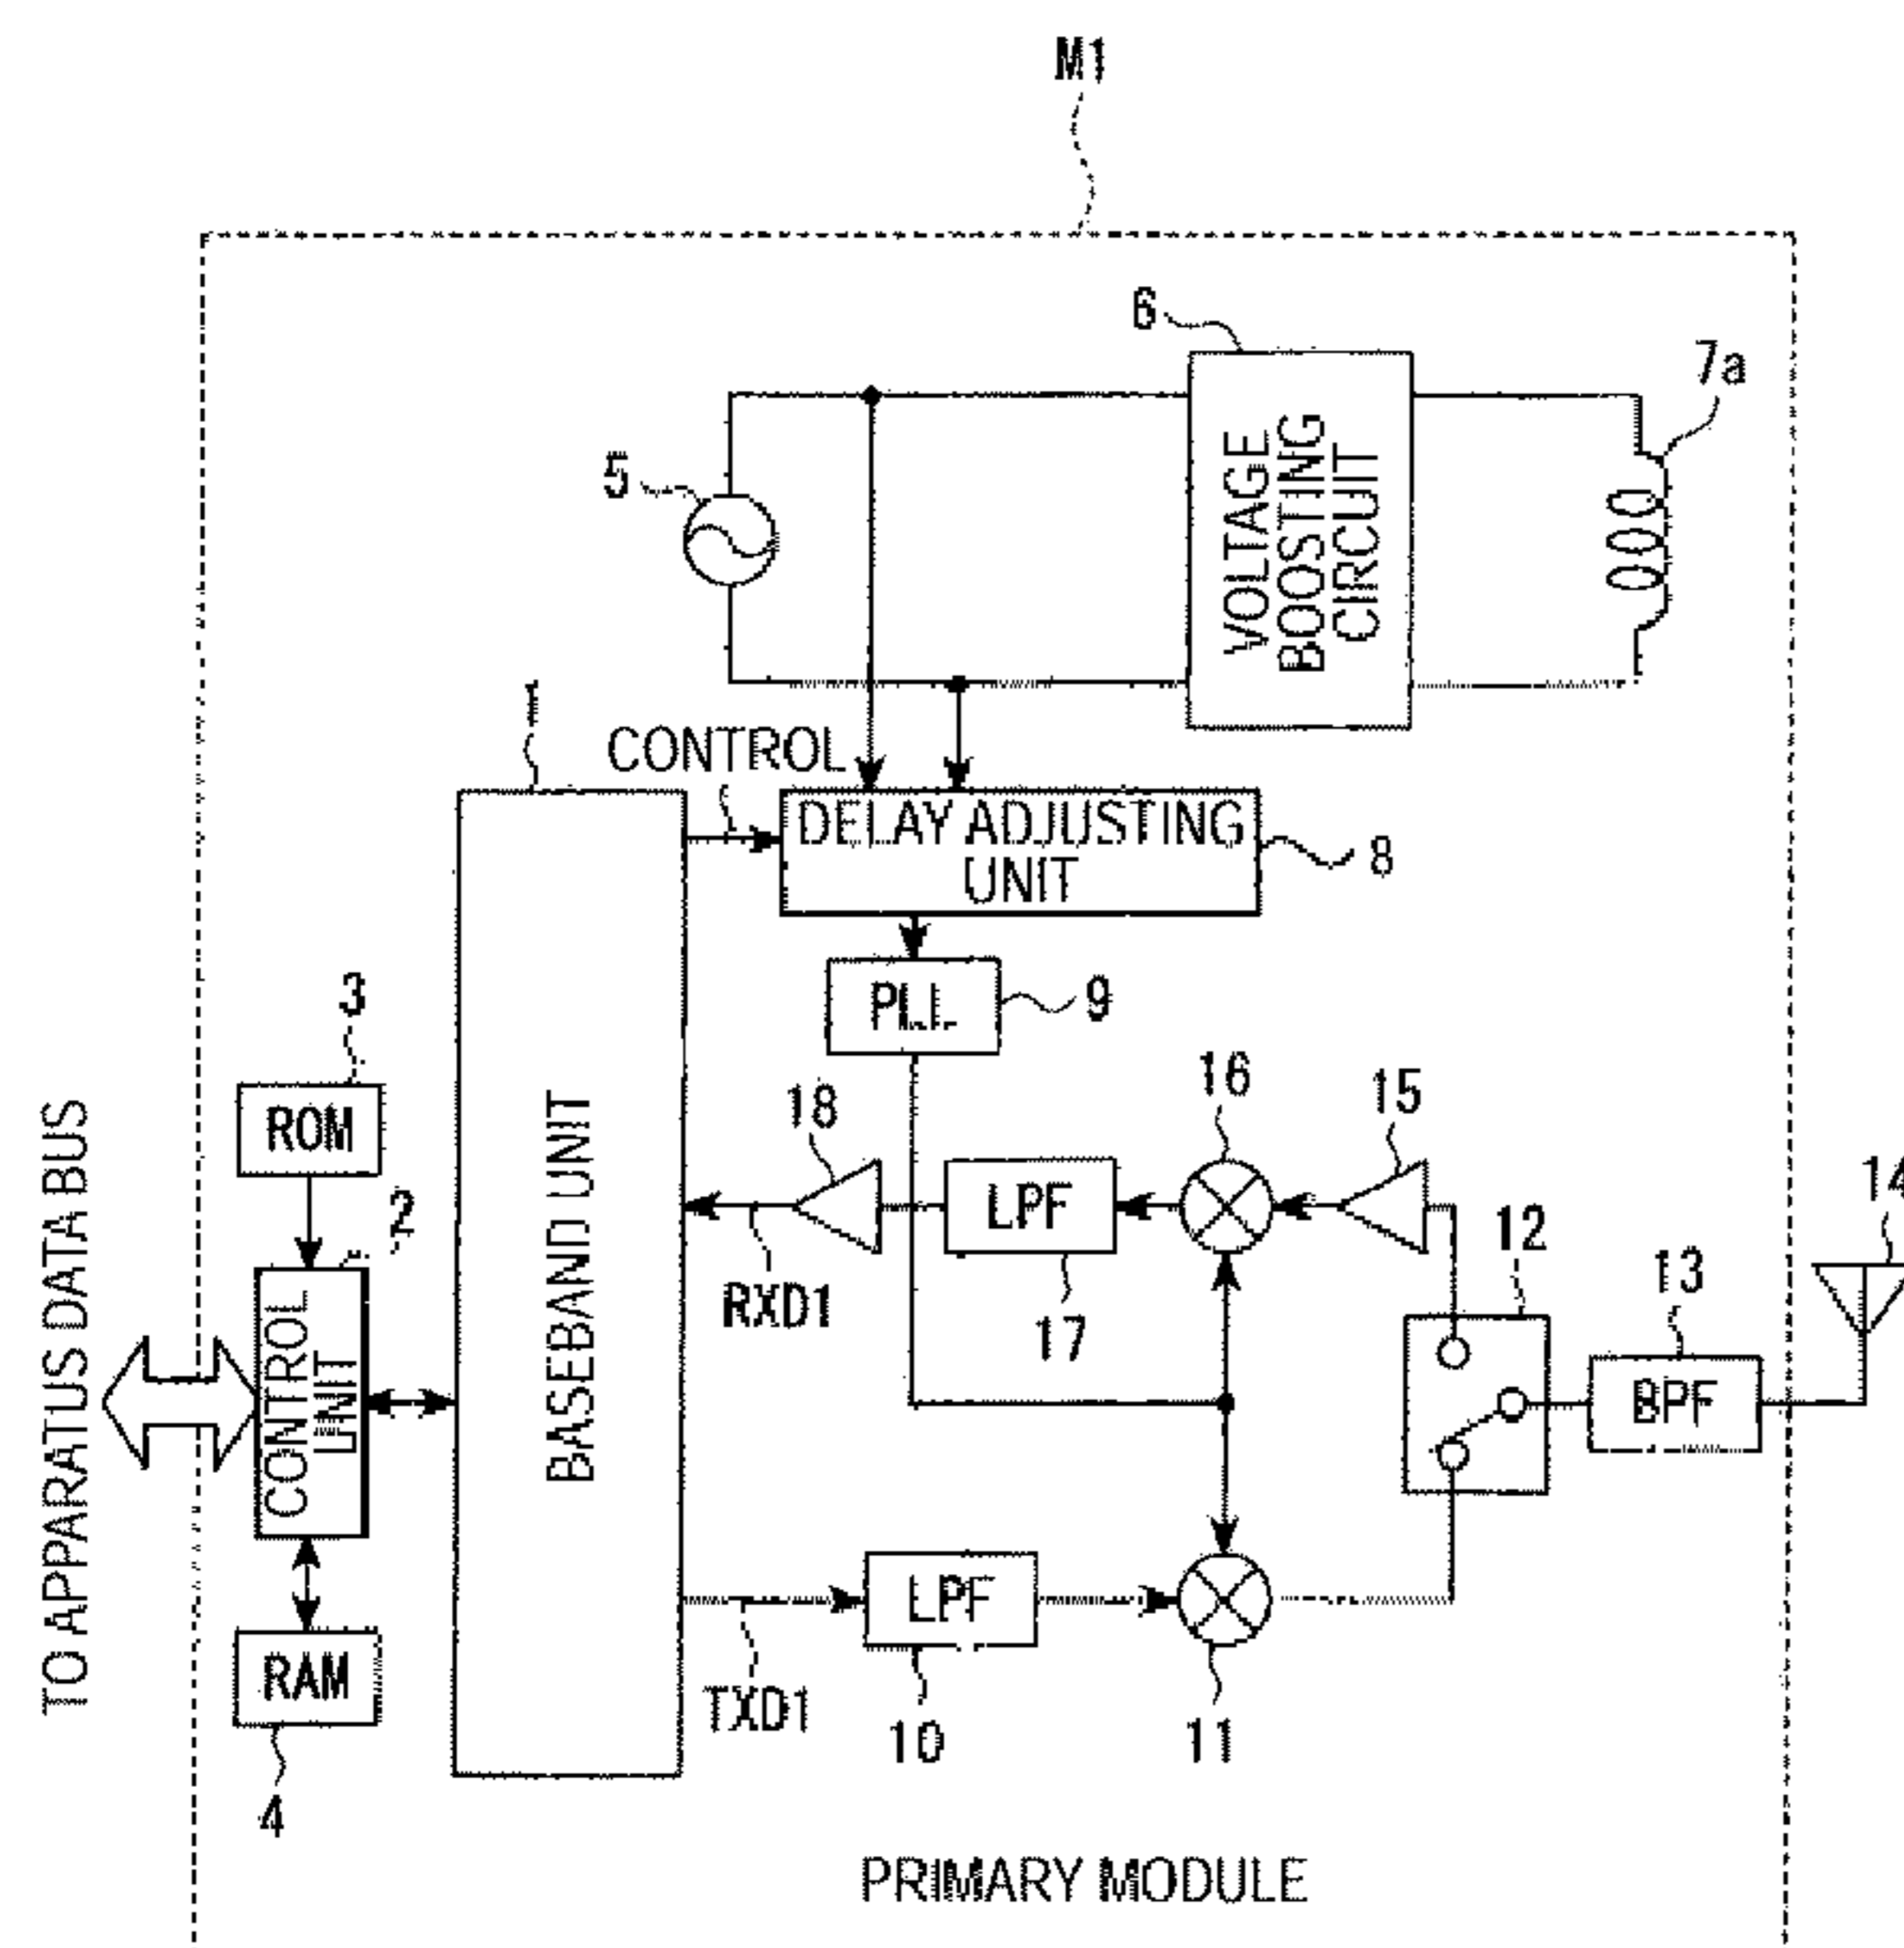 M1
6
7a
5
VOLTAGE
BOOSTING
CIRCUIT
1
CONTROL
DELAY ADJUSTING
UNIT
8
3
PLL
9
16
15
18
14
ROM
2
LPF
12
13
TO APPARATUS DATA BUS
CONTROL
UNIT
BASEBAND UNIT
RXD1
17
BPF
LPF
RAM
TXD1
10
11
4
PRIMARY MODULE